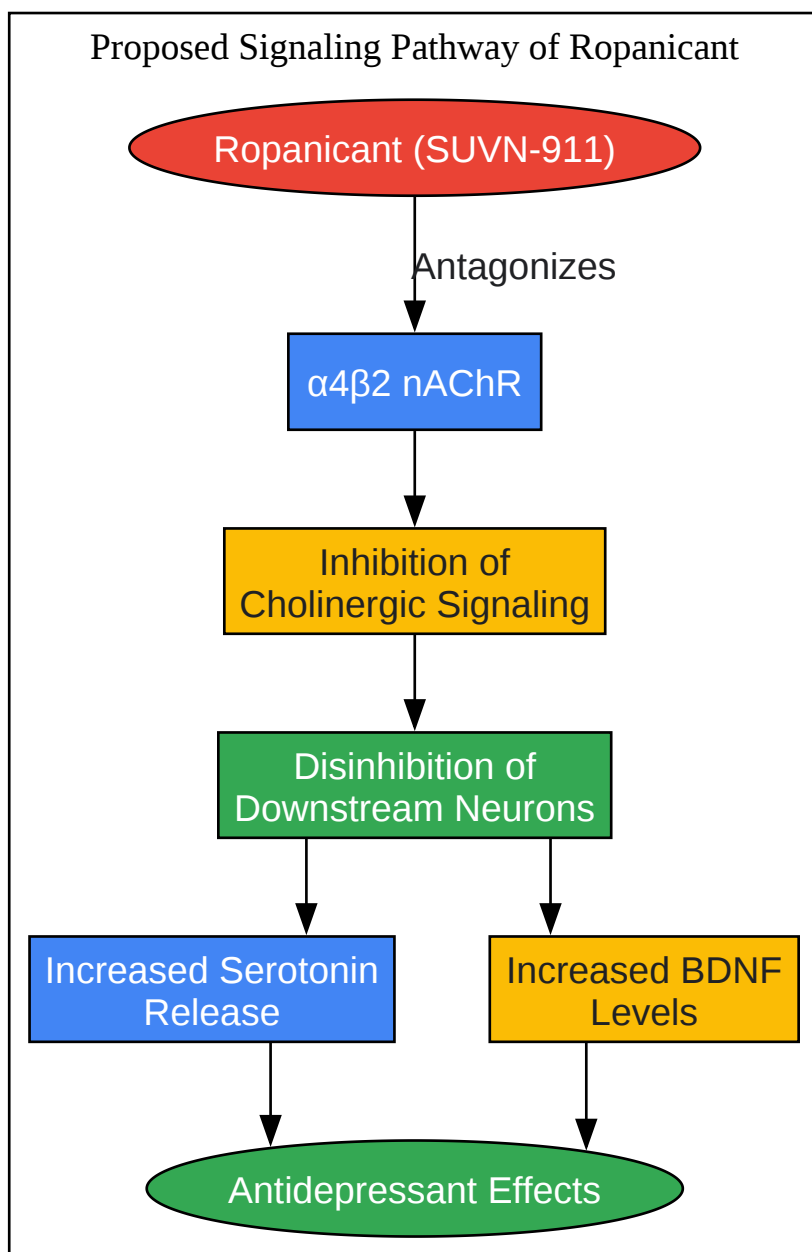 Proposed Signaling Pathway of Ropanicant
Ropanicant (SUVN-911)
Antagonizes
α4β2 nAChR
Inhibition of
Cholinergic Signaling
Disinhibition of
Downstream Neurons
Increased Serotonin
Release
Increased BDNF
Levels
Antidepressant Effects